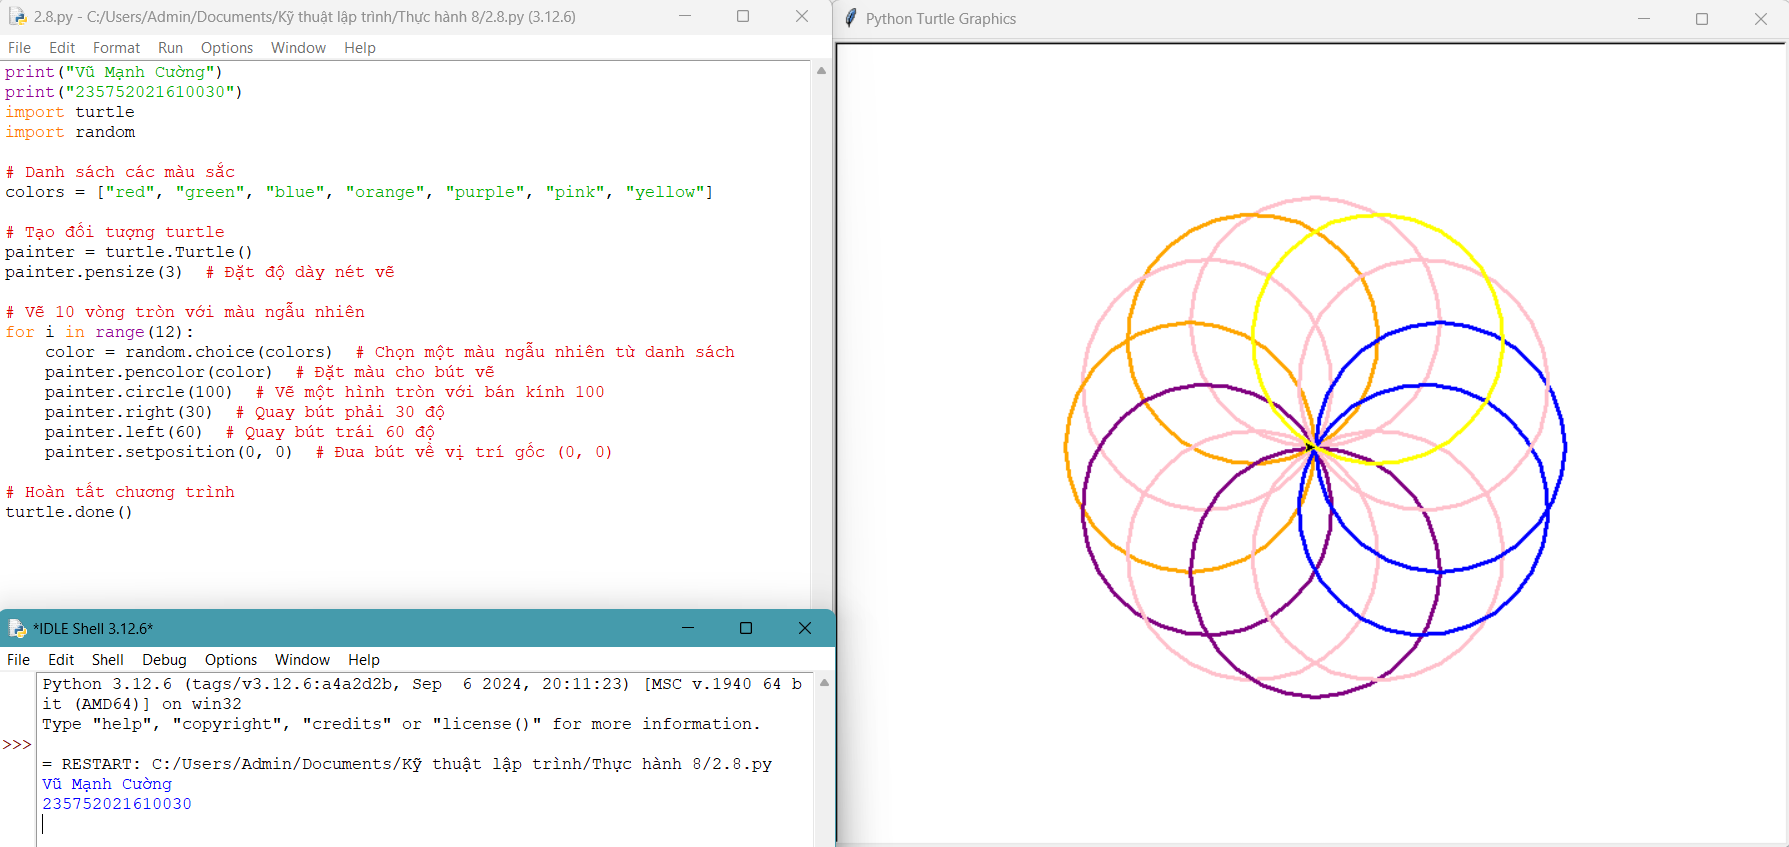 2.8.py - C:/Users/Admin/Documents/Kỹ thuật lập trình/Thực hành 8/2.8.py (3.12.6)
File Edit Format Run Options Window Help
print("Vũ Mạnh Cường")
print("235752021610030")
import turtle
import random

# Danh sách các màu sắc
colors = ["red", "green", "blue", "orange", "purple", "pink", "yellow"]

# Tạo đối tượng turtle
painter = turtle.Turtle()
painter.pensize(3)  # Đặt độ dày nét vẽ

# Vẽ 10 vòng tròn với màu ngẫu nhiên
for i in range(12):
    color = random.choice(colors)  # Chọn một màu ngẫu nhiên từ danh sách
    painter.pencolor(color)  # Đặt màu cho bút vẽ
    painter.circle(100)  # Vẽ một hình tròn với bán kính 100
    painter.right(30)  # Quay bút phải 30 độ
    painter.left(60)  # Quay bút trái 60 độ
    painter.setposition(0, 0)  # Đưa bút về vị trí gốc (0, 0)

# Hoàn tất chương trình
turtle.done()
*IDLE Shell 3.12.6*
File Edit Shell Debug Options Window Help
Python 3.12.6 (tags/v3.12.6:a4a2d2b, Sep  6 2024, 20:11:23) [MSC v.1940 64 b
it (AMD64)] on win32
Type "help", "copyright", "credits" or "license()" for more information.
>>>
= RESTART: C:/Users/Admin/Documents/Kỹ thuật lập trình/Thực hành 8/2.8.py
Vũ Mạnh Cường
235752021610030
Python Turtle Graphics